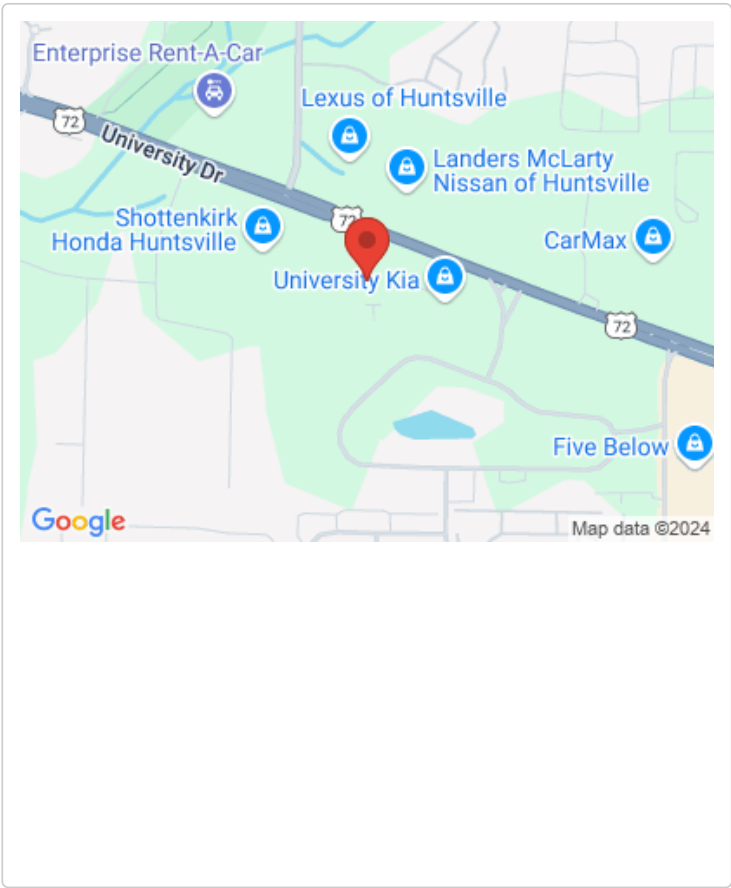 Enterprise Rent-A-Car
Lexus of Huntsville
72
University Dr
Landers McLarty
Nissan of Huntsville
Shottenkirk
Honda Huntsville
72
CarMax
University Kia
72
Five Below
Google
Map data ©2024